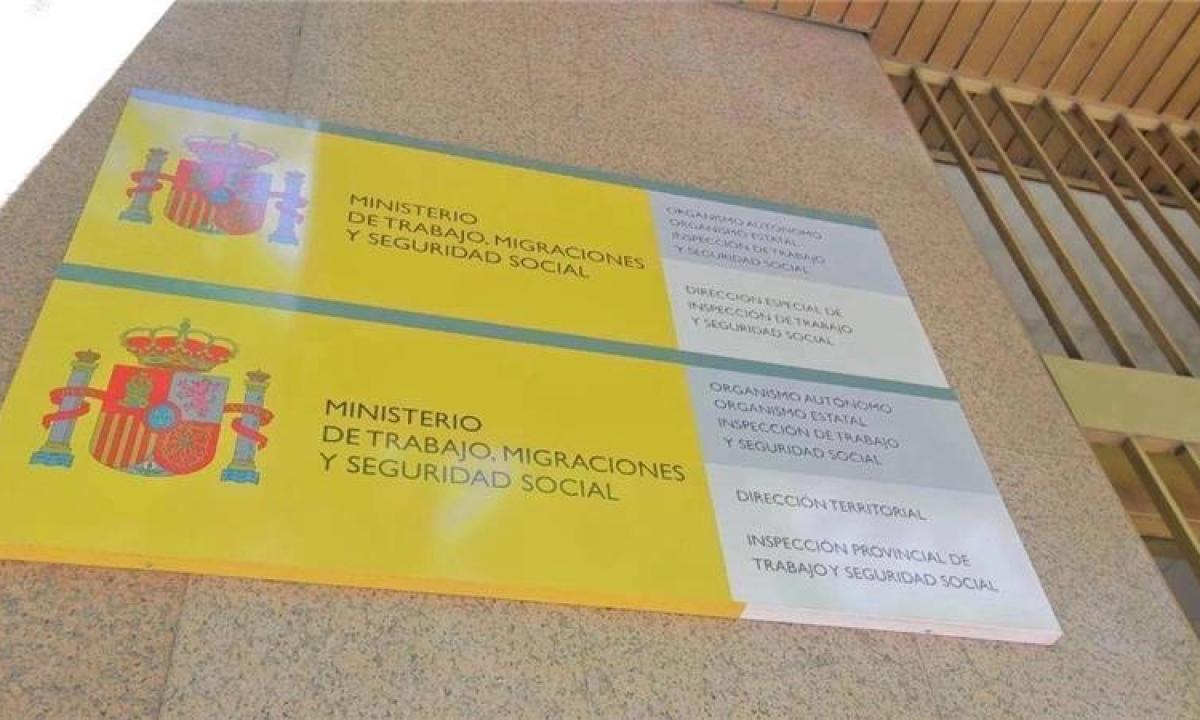 MINISTERIO
DE TRABAJO, MIGRACIONES
Y SEGURIDAD SOCIAL
ORGANISMO AUTÓNOMO
ORGANISMO ESTATAL
INSPECCIÓN DE TRABAJO
Y SEGURIDAD SOCIAL
DIRECCIÓN ESPECIAL DE
INSPECCIÓN DE TRABAJO
Y SEGURIDAD SOCIAL
MINISTERIO
DE TRABAJO, MIGRACIONES
Y SEGURIDAD SOCIAL
ORGANISMO AUTÓNOMO
ORGANISMO ESTATAL
INSPECCIÓN DE TRABAJO
Y SEGURIDAD SOCIAL
DIRECCIÓN TERRITORIAL
INSPECCIÓN PROVINCIAL DE
TRABAJO Y SEGURIDAD SOCIAL